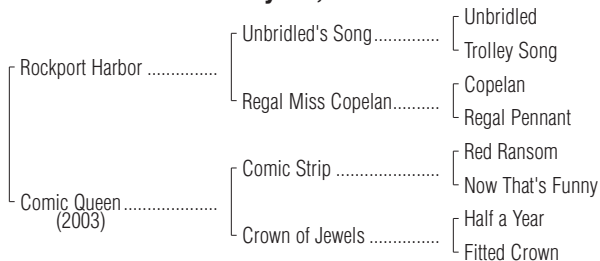 Unbridled
Unbridled's Song..............
Trolley Song
Rockport Harbor ...............
Copelan
Regal Miss Copelan..........
Regal Pennant
Red Ransom
Comic Strip ......................
Now That's Funny
Comic Queen....................
(2003)
Half a Year
Crown of Jewels ...............
Fitted Crown